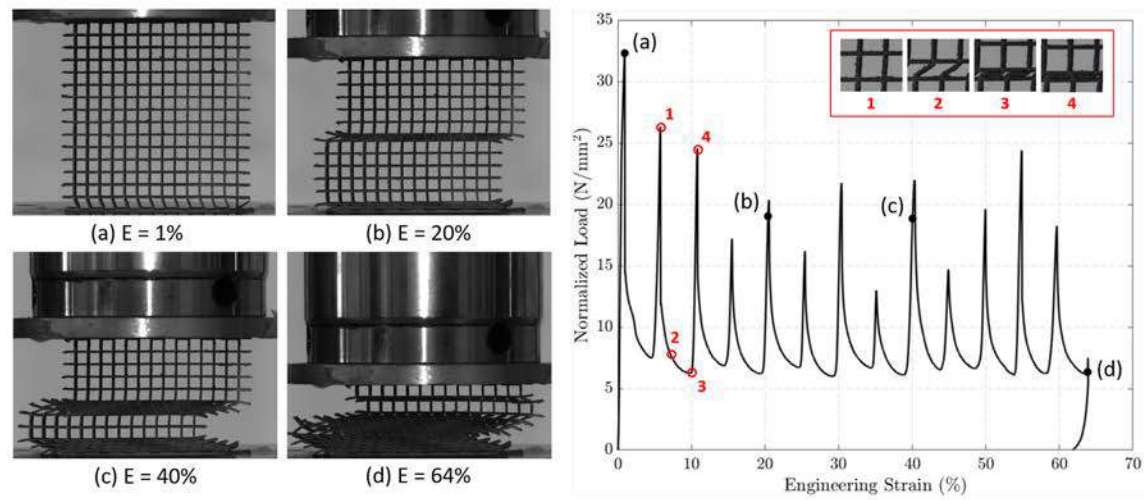 (a) E = 1%
(b) E = 20%
(c) E = 40%
(d) E = 64%
Normalized Load (N/mm²)
35
30
25
20
15
10
5
0
0
10
20
30
40
50
60
70
Engineering Strain (%)
(a)
1
4
(b)
(c)
2
3
(d)
1
2
3
4